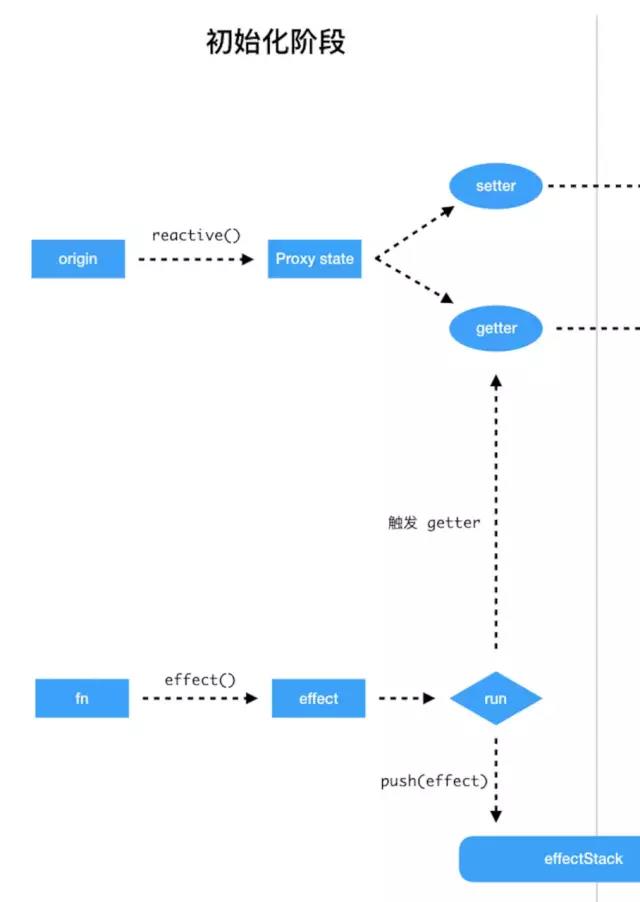 初始化阶段
setter
reactive()
origin
Proxy state
getter
触发 getter
effect()
fn
effect
run
push(effect)
effectStack